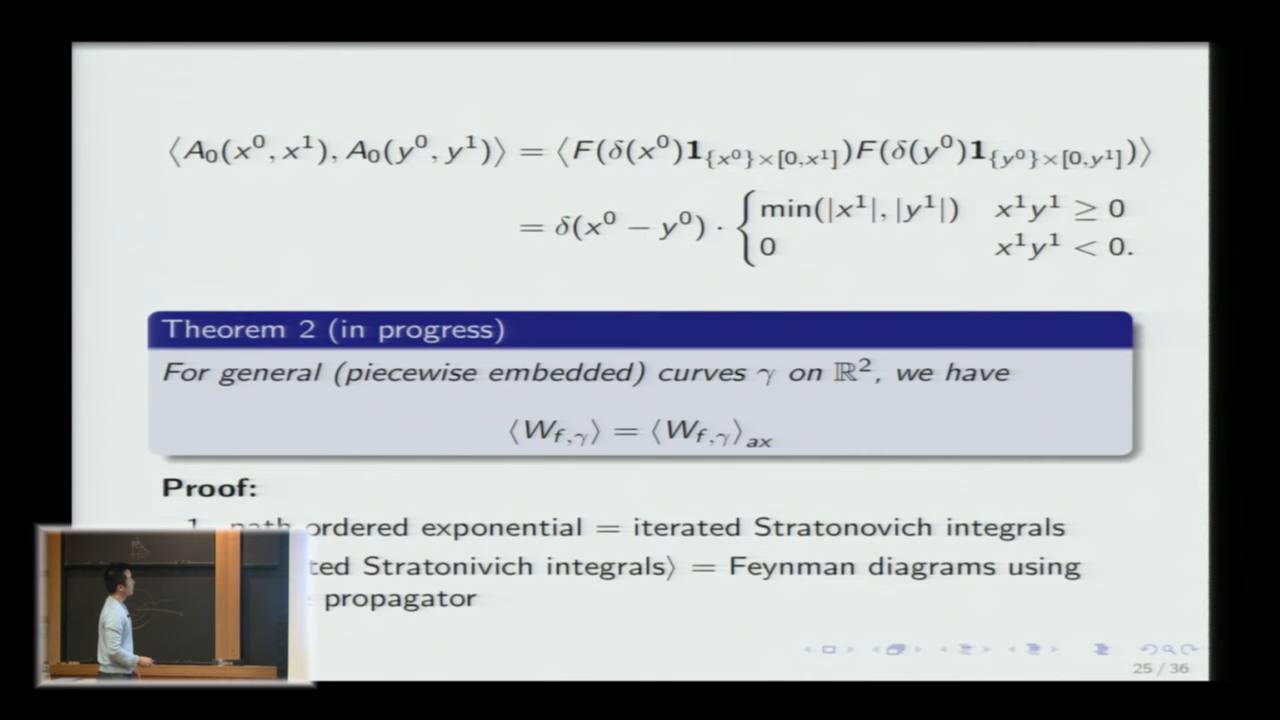 ⟨A₀(x⁰, x¹), A₀(y⁰, y¹)⟩ = ⟨F(δ(x⁰)𝟏_{{x⁰}×[0,x¹]})F(δ(y⁰)𝟏_{{y⁰}×[0,y¹]})⟩
= δ(x⁰ − y⁰) · { min(|x¹|, |y¹|) x¹y¹ ≥ 0
0 x¹y¹ < 0.
Theorem 2 (in progress)
For general (piecewise embedded) curves γ on ℝ², we have
⟨W_{f,γ}⟩ = ⟨W_{f,γ}⟩_{ax}
Proof:
ordered exponential = iterated Stratonovich integrals
Stratonivich integrals⟩ = Feynman diagrams using
propagator
25 / 36